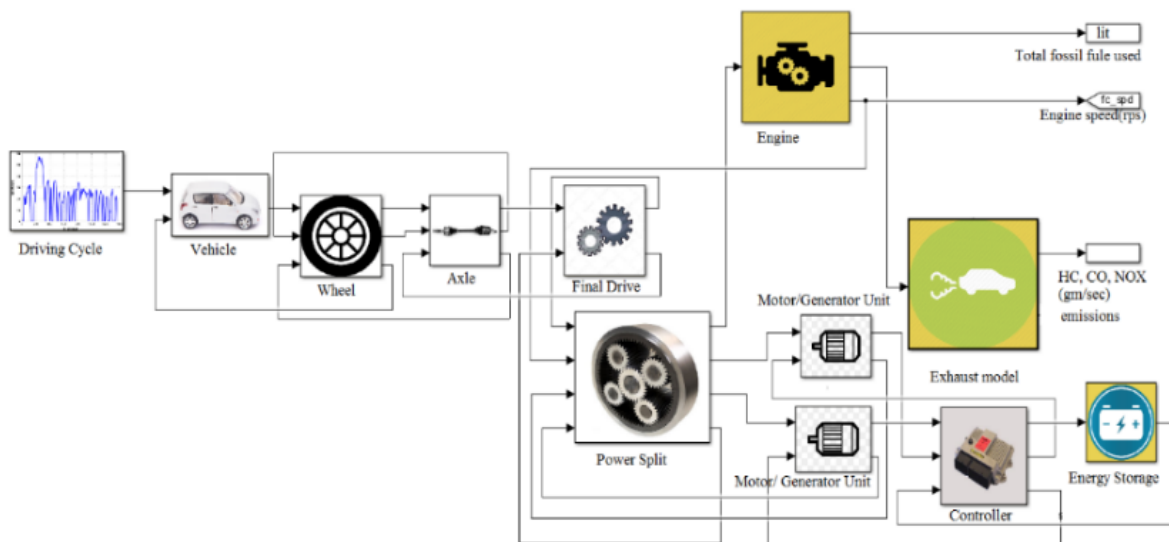 lit
Total fossil fule used
fc_spd
Engine speed(rps)
Engine
Driving Cycle
Vehicle
Wheel
Axle
Final Drive
Motor/Generator Unit
HC, CO, NOX
(gm/sec)
emissions
Exhaust model
Power Split
Motor/ Generator Unit
Controller
Energy Storage